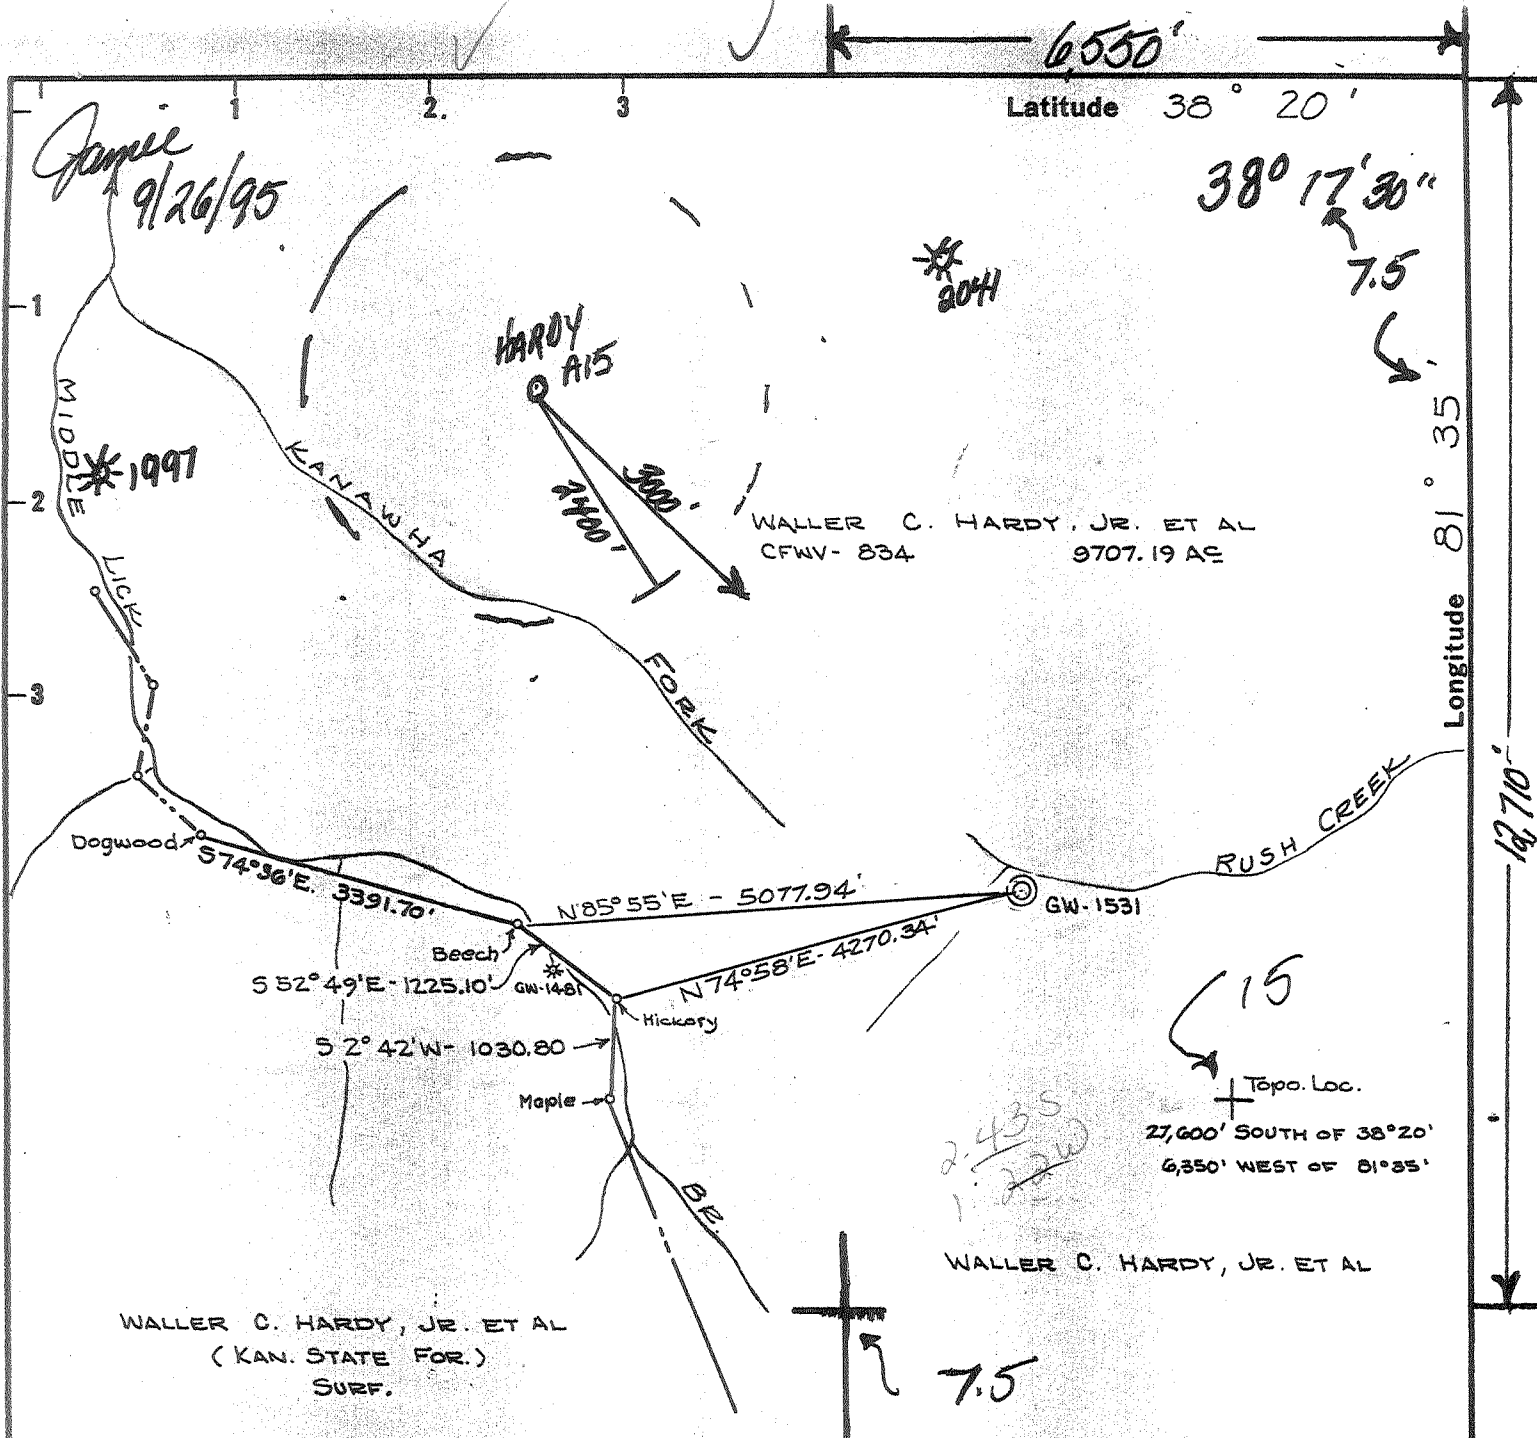 6,550'
1 2. 3
Latitude 38° 20'
Jamie
9/26/95
38° 17' 30"
7.5
2041
1
HARDY
A15
Longitude 81° 35'
MIDDLE LICK BR.
1997
KANAWHA FORK
3000'
2400'
2
WALLER C. HARDY, JR. ET AL
CFWV- 834 9707.19 AC
3
12,710'
RUSH CREEK
Dogwood
S 74°36'E. 3391.70'
N 85°55'E - 5077.94'
GW-1531
Beech
N 74°58'E- 4270.34'
S 52°49'E- 1225.10'
GW-1481
Hickory
15
S 2°42'W- 1030.80
Maple
Topo. Loc.
2.43 S
27,600' SOUTH OF 38°20'
1.22 W
6,350' WEST OF 81°35'
WALLER C. HARDY, JR. ET AL
WALLER C. HARDY, JR. ET AL
(KAN. STATE FOR.)
SURF.
7.5